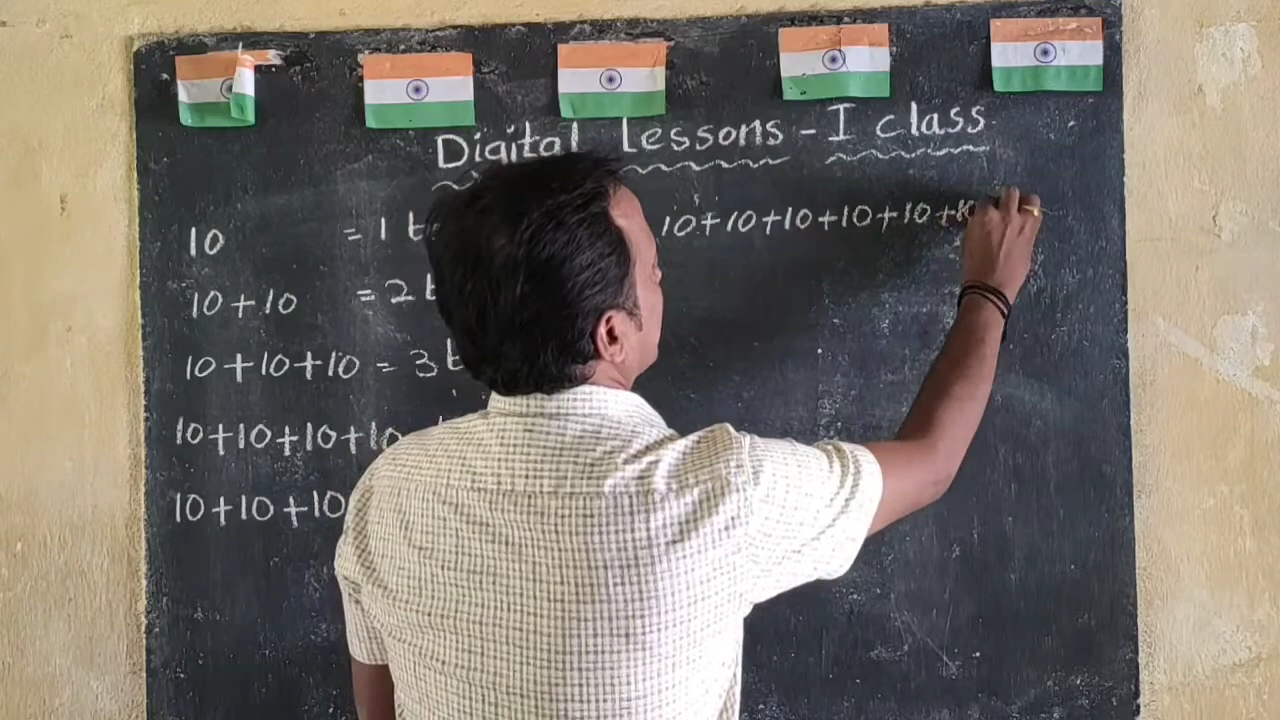 Digital Lessons - I class
10 = 1
10 + 10 = 2
10 + 10 + 10 = 3
10 + 10 + 10 + 10
10 + 10 + 10
10 + 10 + 10 + 10 + 10 + 10